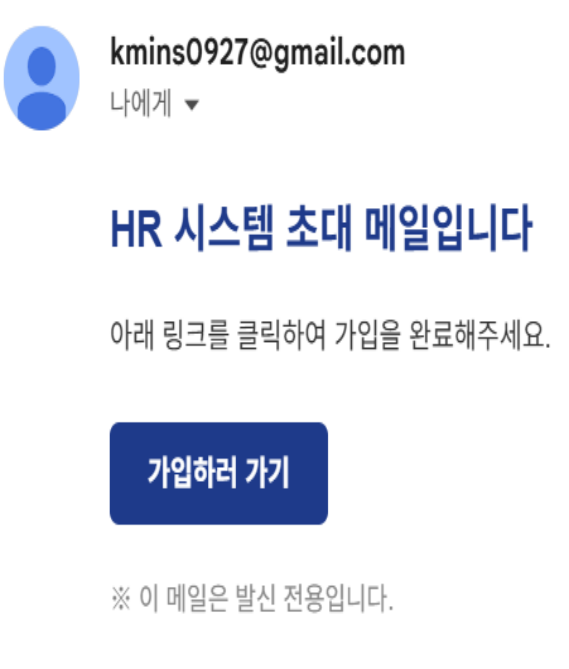 kmins0927@gmail.com
나에게 ▼
HR 시스템 초대 메일입니다
아래 링크를 클릭하여 가입을 완료해주세요.
가입하러 가기
※ 이 메일은 발신 전용입니다.